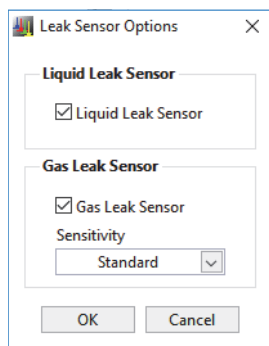 Leak Sensor Options
Liquid Leak Sensor
Liquid Leak Sensor
Gas Leak Sensor
Gas Leak Sensor
Sensitivity
Standard
OK Cancel